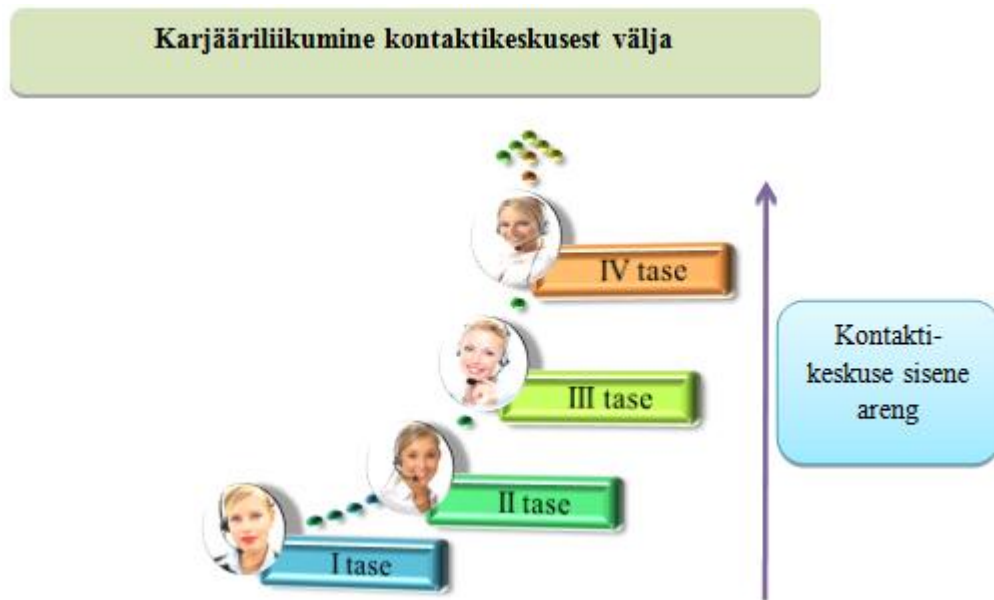 Karjääriliikumine kontaktikeskusest välja
IV tase
III tase
II tase
I tase
Kontakti-
keskuse sisene
areng